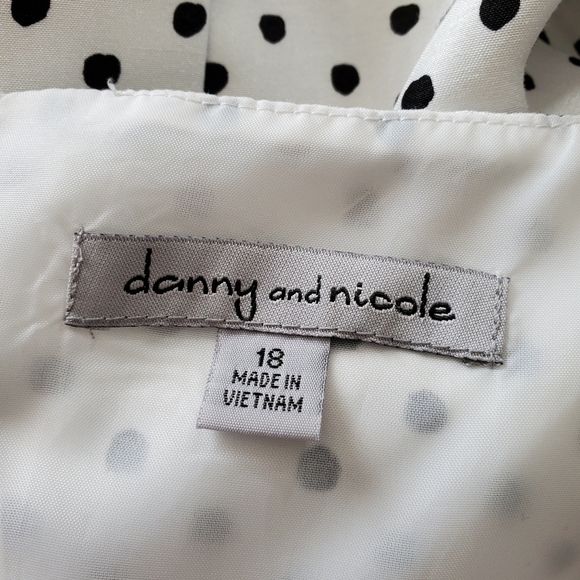 danny and nicole
18
MADE IN
VIETNAM